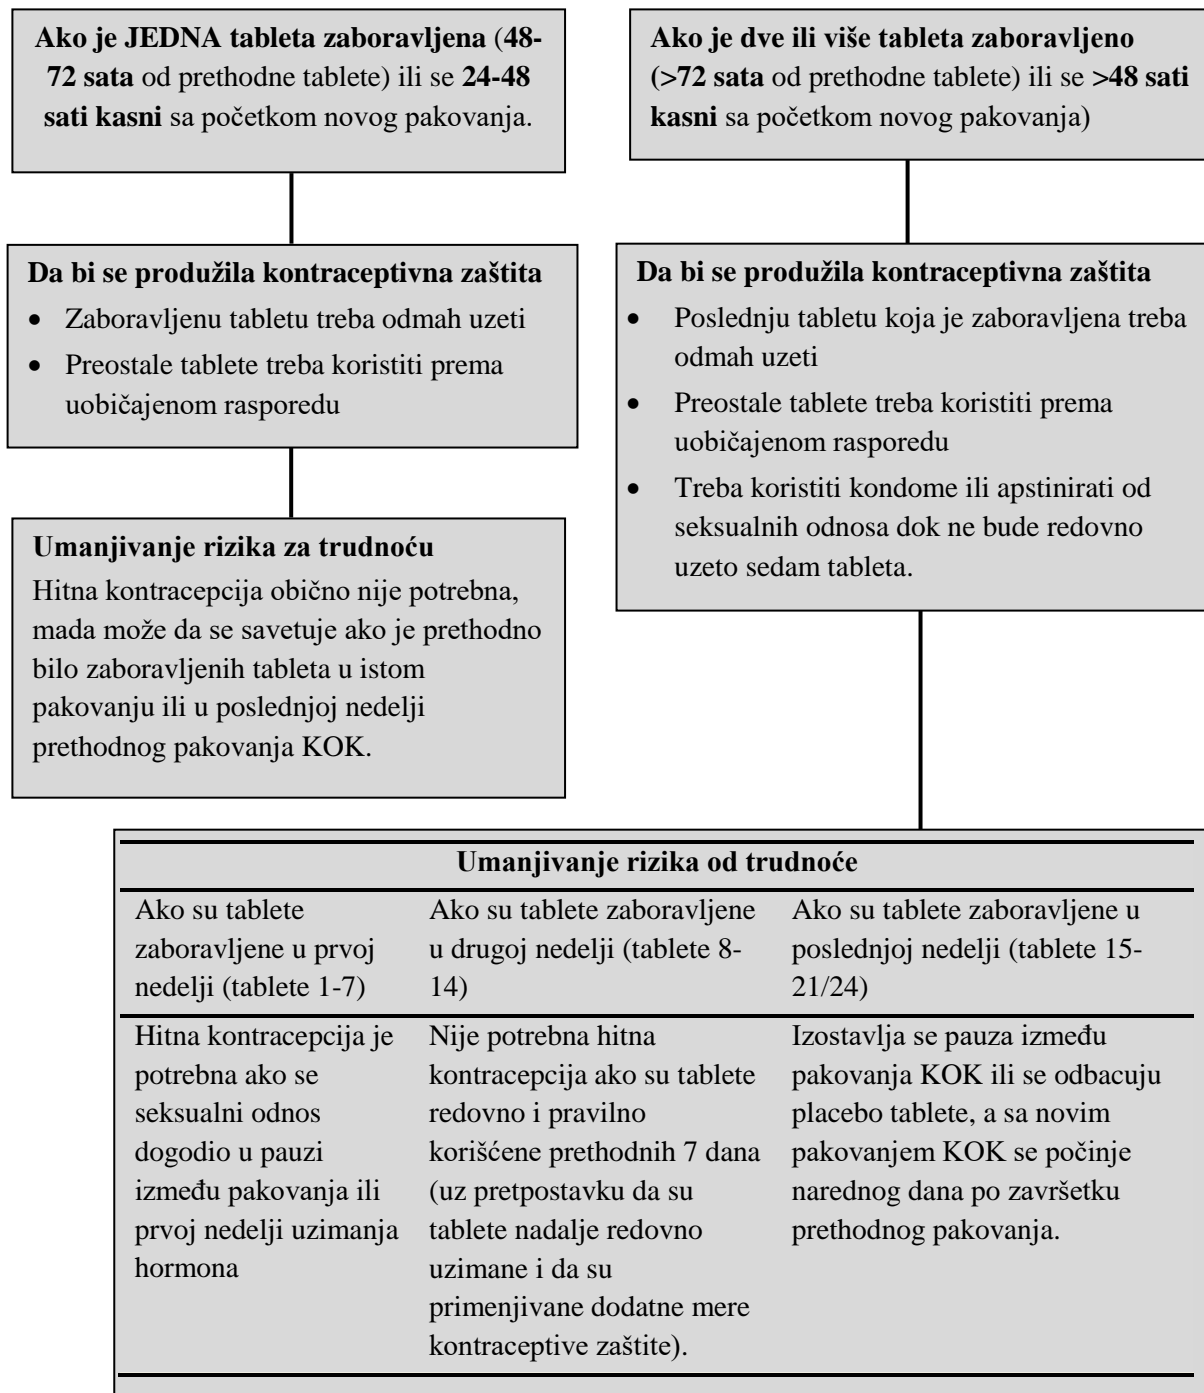 Ako je JEDNA tableta zaboravljena (48-
72 sata od prethodne tablete) ili se 24-48
sati kasni sa početkom novog pakovanja.
Da bi se produžila kontraceptivna zaštita
• Zaboravljenu tabletu treba odmah uzeti
• Preostale tablete treba koristiti prema
uobičajenom rasporedu
Umanjivanje rizika za trudnoću
Hitna kontracepcija obično nije potrebna,
mada može da se savetuje ako je prethodno
bilo zaboravljenih tableta u istom
pakovanju ili u poslednjoj nedelji
prethodnog pakovanja KOK.
Ako je dve ili više tableta zaboravljeno
(>72 sata od prethodne tablete) ili se >48 sati
kasni sa početkom novog pakovanja)
Da bi se produžila kontraceptivna zaštita
• Poslednju tabletu koja je zaboravljena treba
odmah uzeti
• Preostale tablete treba koristiti prema
uobičajenom rasporedu
• Treba koristiti kondome ili apstinirati od
seksualnih odnosa dok ne bude redovno
uzeto sedam tableta.
Umanjivanje rizika od trudnoće
Ako su tablete
zaboravljene u prvoj
nedelji (tablete 1-7)
Ako su tablete zaboravljene
u drugoj nedelji (tablete 8-
14)
Ako su tablete zaboravljene u
poslednjoj nedelji (tablete 15-
21/24)
Hitna kontracepcija je
potrebna ako se
seksualni odnos
dogodio u pauzi
između pakovanja ili
prvoj nedelji uzimanja
hormona
Nije potrebna hitna
kontracepcija ako su tablete
redovno i pravilno
korišćene prethodnih 7 dana
(uz pretpostavku da su
tablete nadalje redovno
uzimane i da su
primenjivane dodatne mere
kontraceptive zaštite).
Izostavlja se pauza između
pakovanja KOK ili se odbacuju
placebo tablete, a sa novim
pakovanjem KOK se počinje
narednog dana po završetku
prethodnog pakovanja.